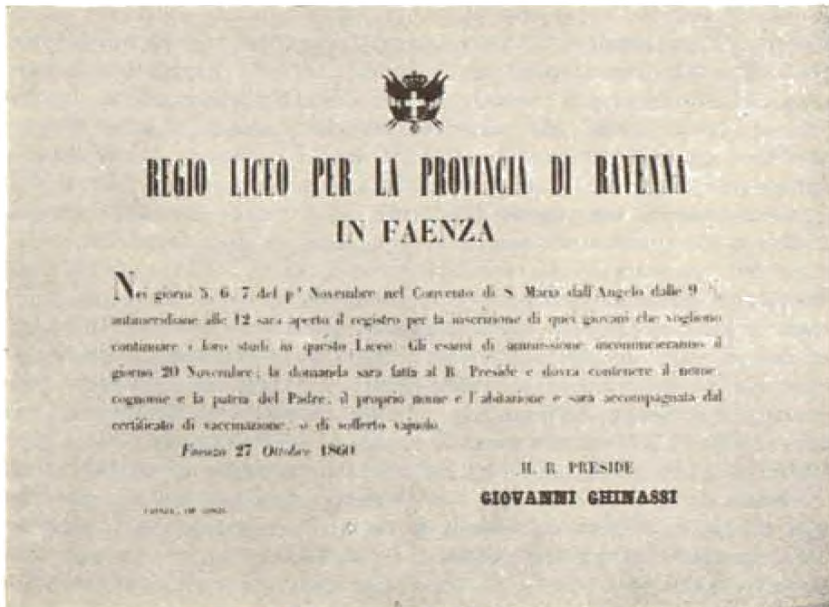 REGIO LICEO PER LA PROVINCIA DI RAVENNA
IN FAENZA
Nei giorni 5, 6, 7 del p° Novembre nel Convento di S. Maria dall'Angelo dalle 9
antimeridiane alle 12 sarà aperto il registro per la inscrizione di quei giovani che vogliono
continuare i loro studi in questo Liceo. Gli esami di ammissione incomincieranno il
giorno 20 Novembre; la domanda sarà fatta al R. Preside e dovrà contenere il nome,
cognome e la patria del Padre, il proprio nome e l'abitazione e sarà accompagnata dal
certificato di vaccinazione, o di sofferto vajuolo.
Faenza 27 Ottobre 1860
IL R. PRESIDE
GIOVANNI GHINASSI
FAENZA, TIP. CONTI